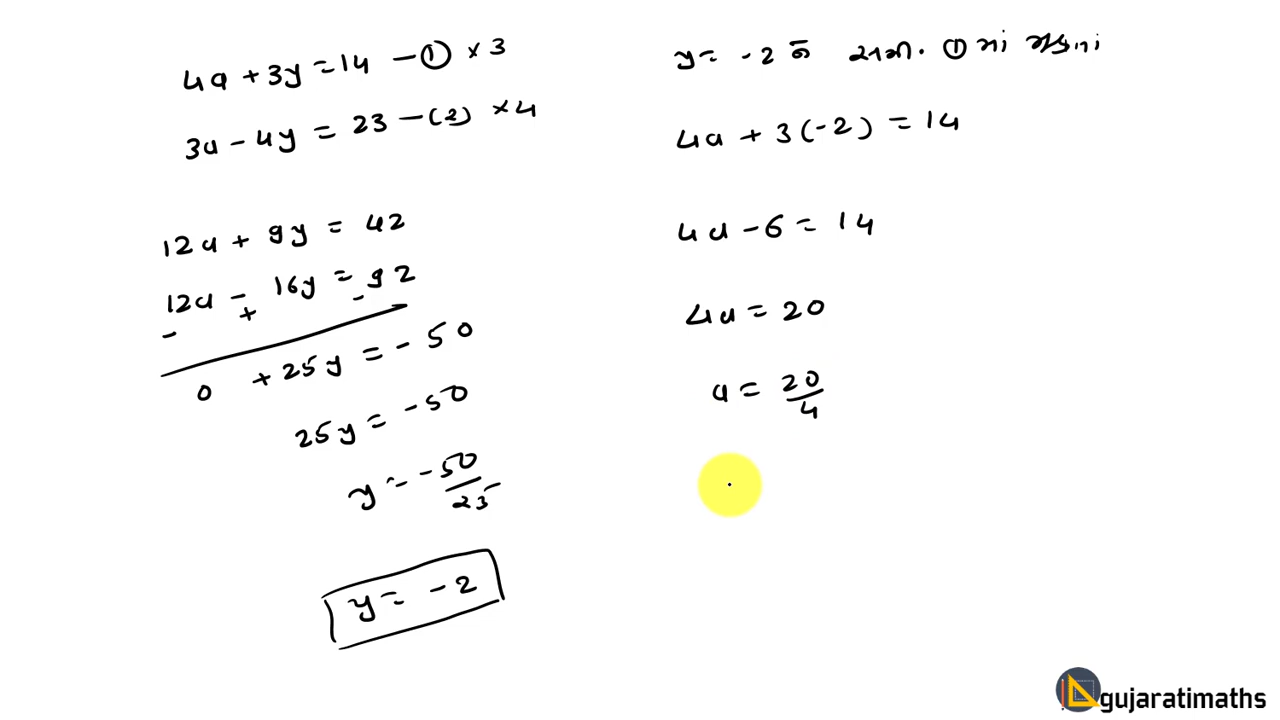 4a + 3y = 14 — ① × 3
3a - 4y = 23 — (2) × 4
12a + 9y = 42
12a - 16y = 92
- + -
0 + 25y = - 50
25y = - 50
y = - 50/25
y = - 2
y = - 2 ને સમી. ① માં મુકતાં
4a + 3(-2) = 14
4a - 6 = 14
4a = 20
a = 20/4
gujaratimaths